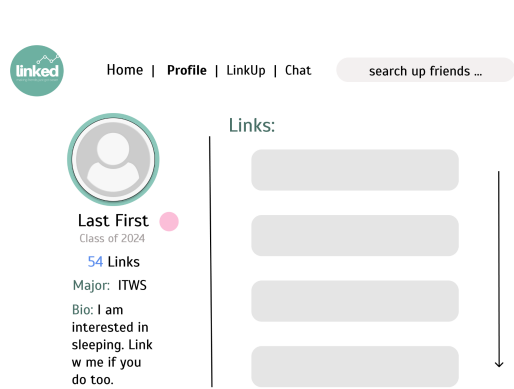 linked
Home | Profile | LinkUp | Chat
search up friends ...
Links:
Last First
Class of 2024
54 Links
Major: ITWS
Bio: I am
interested in
sleeping. Link
w me if you
do too.